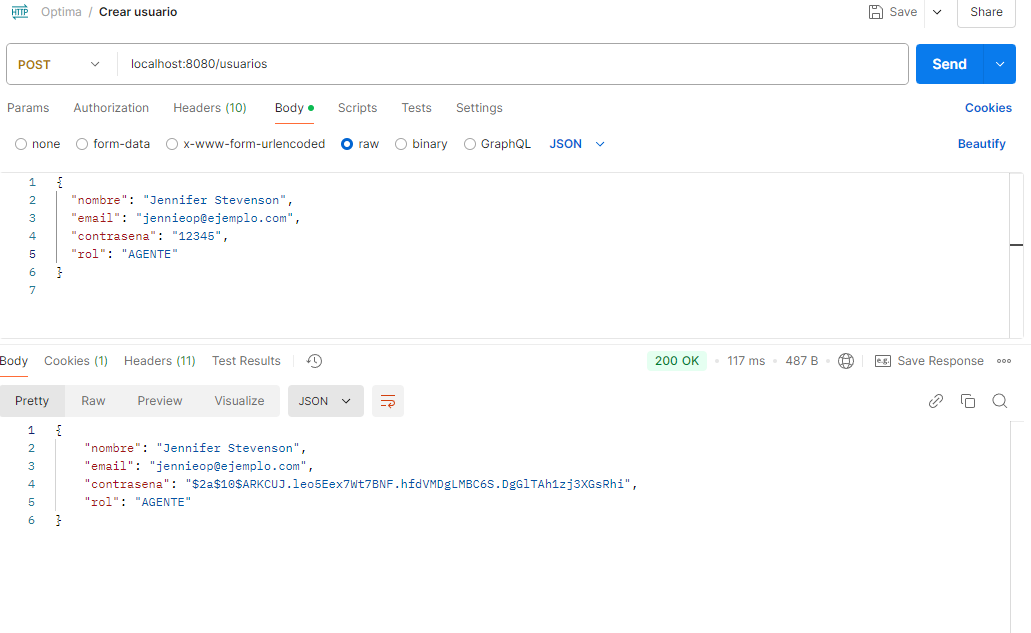 HTTP Optima / Crear usuario Save Share
POST localhost:8080/usuarios Send
Params Authorization Headers (10) Body Scripts Tests Settings Cookies
none form-data x-www-form-urlencoded raw binary GraphQL JSON Beautify
1 {
2 "nombre": "Jennifer Stevenson",
3 "email": "jennieop@ejemplo.com",
4 "contrasena": "12345",
5 "rol": "AGENTE"
6 }
7
Body Cookies (1) Headers (11) Test Results 200 OK • 117 ms • 487 B • e.g. Save Response
Pretty Raw Preview Visualize JSON
1 {
2 "nombre": "Jennifer Stevenson",
3 "email": "jennieop@ejemplo.com",
4 "contrasena": "$2a$10$ARKCUJ.leo5Eex7Wt7BNF.hfdVMDgLMBC6S.DgGlTAh1zj3XGsRhi",
5 "rol": "AGENTE"
6 }